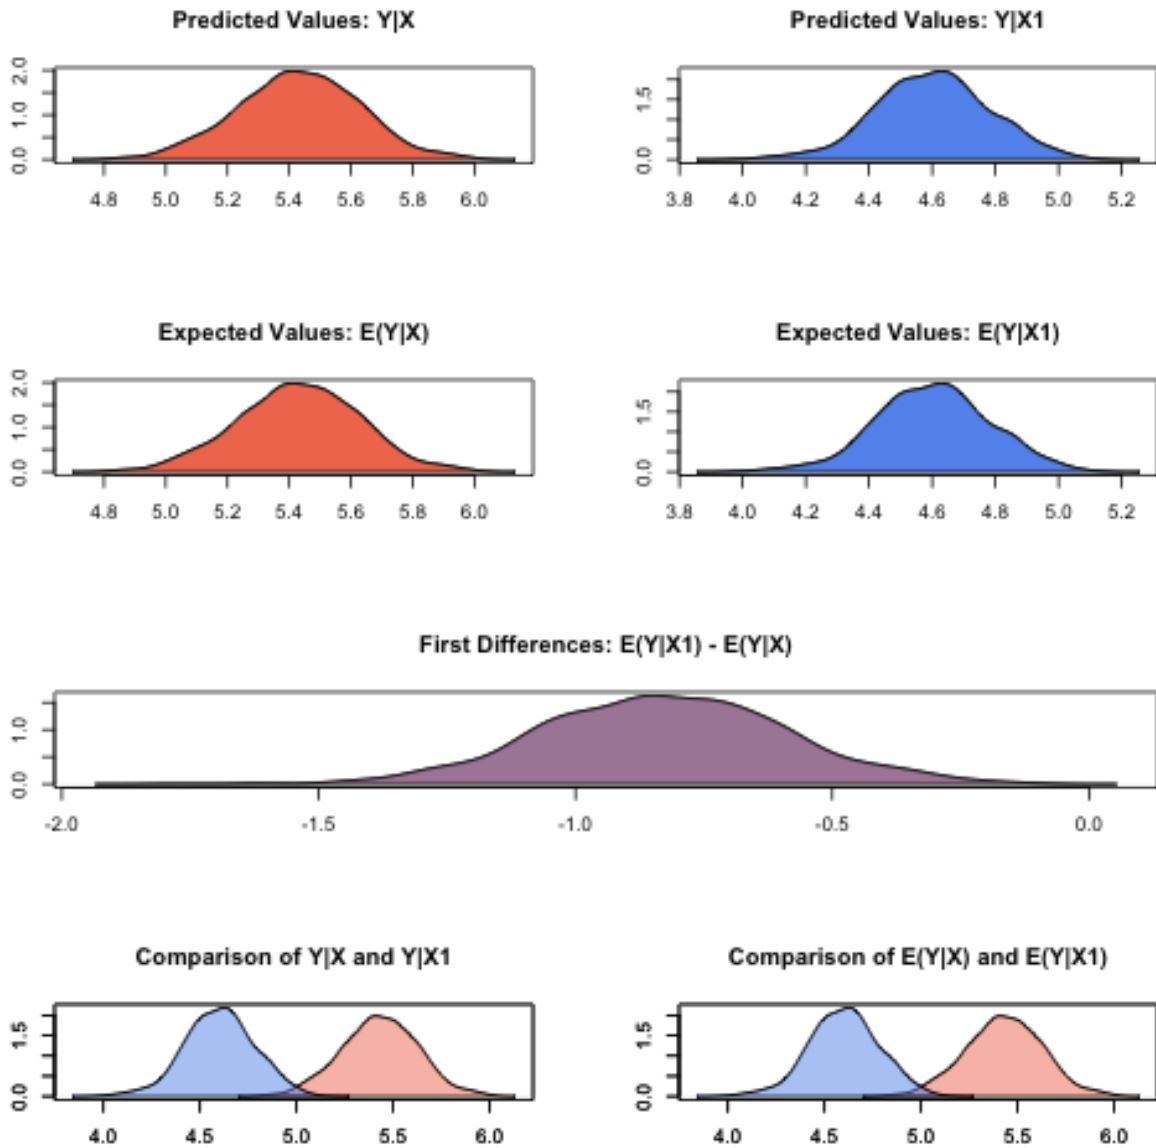 Predicted Values: Y|X
2.0
1.0
0.0
4.8 5.0 5.2 5.4 5.6 5.8 6.0
Predicted Values: Y|X1
1.5
0.0
3.8 4.0 4.2 4.4 4.6 4.8 5.0 5.2
Expected Values: E(Y|X)
2.0
1.0
0.0
4.8 5.0 5.2 5.4 5.6 5.8 6.0
Expected Values: E(Y|X1)
1.5
0.0
3.8 4.0 4.2 4.4 4.6 4.8 5.0 5.2
First Differences: E(Y|X1) - E(Y|X)
1.0
0.0
-2.0 -1.5 -1.0 -0.5 0.0
Comparison of Y|X and Y|X1
1.5
0.0
4.0 4.5 5.0 5.5 6.0
Comparison of E(Y|X) and E(Y|X1)
1.5
0.0
4.0 4.5 5.0 5.5 6.0